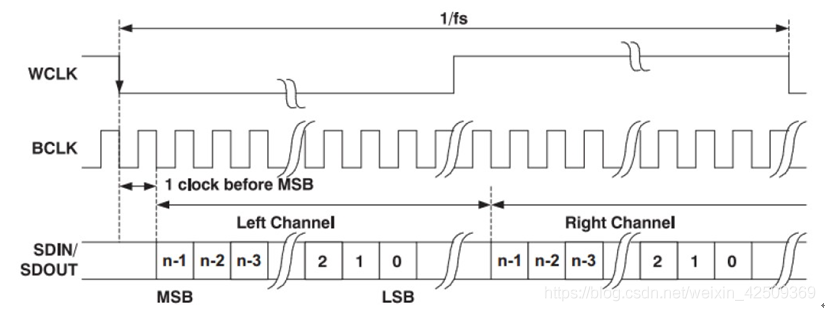 1/fs
WCLK
BCLK
1 clock before MSB
Left Channel Right Channel
SDIN/
SDOUT
n-1 n-2 n-3 2 1 0 n-1 n-2 n-3 2 1 0
MSB LSB
https://blog.csdn.net/weixin_42509369